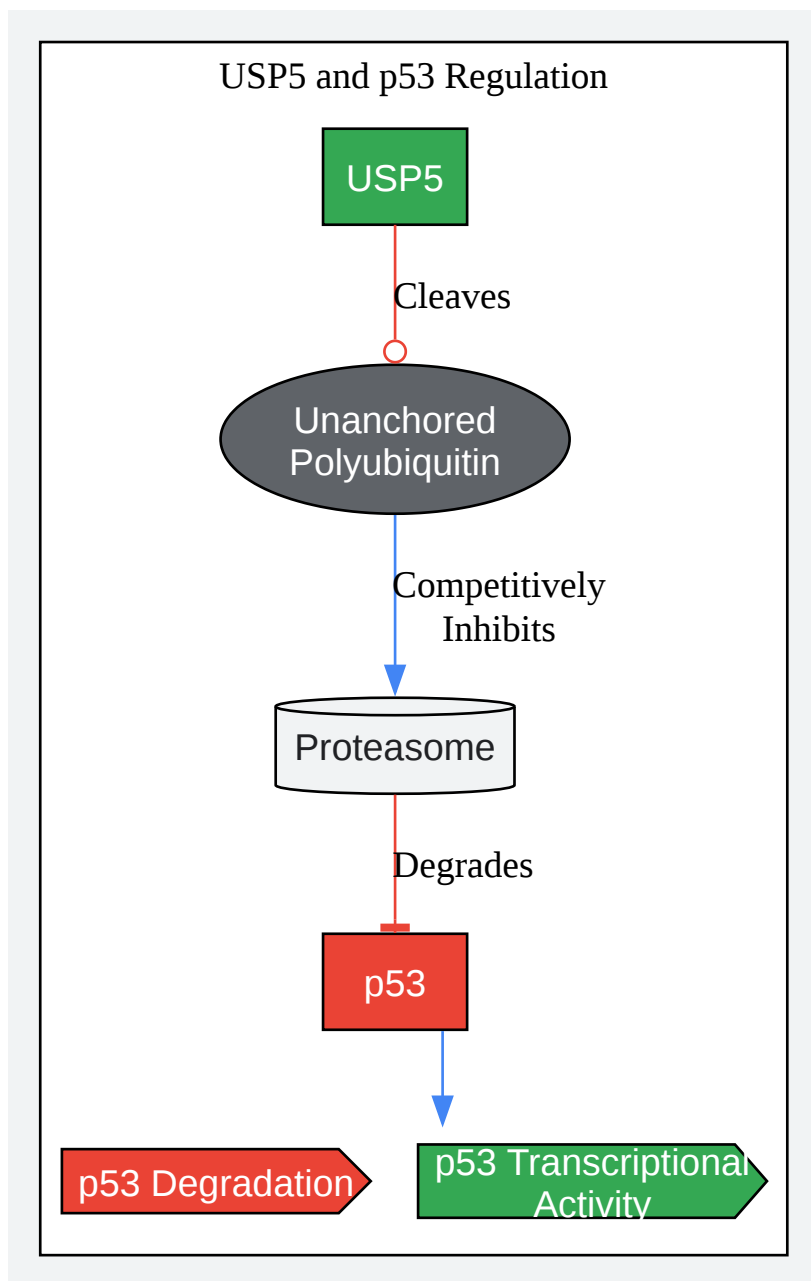 USP5 and p53 Regulation
USP5
Cleaves
Unanchored
Polyubiquitin
Competitively
Inhibits
Proteasome
Degrades
p53
p53 Degradation
p53 Transcriptional
Activity